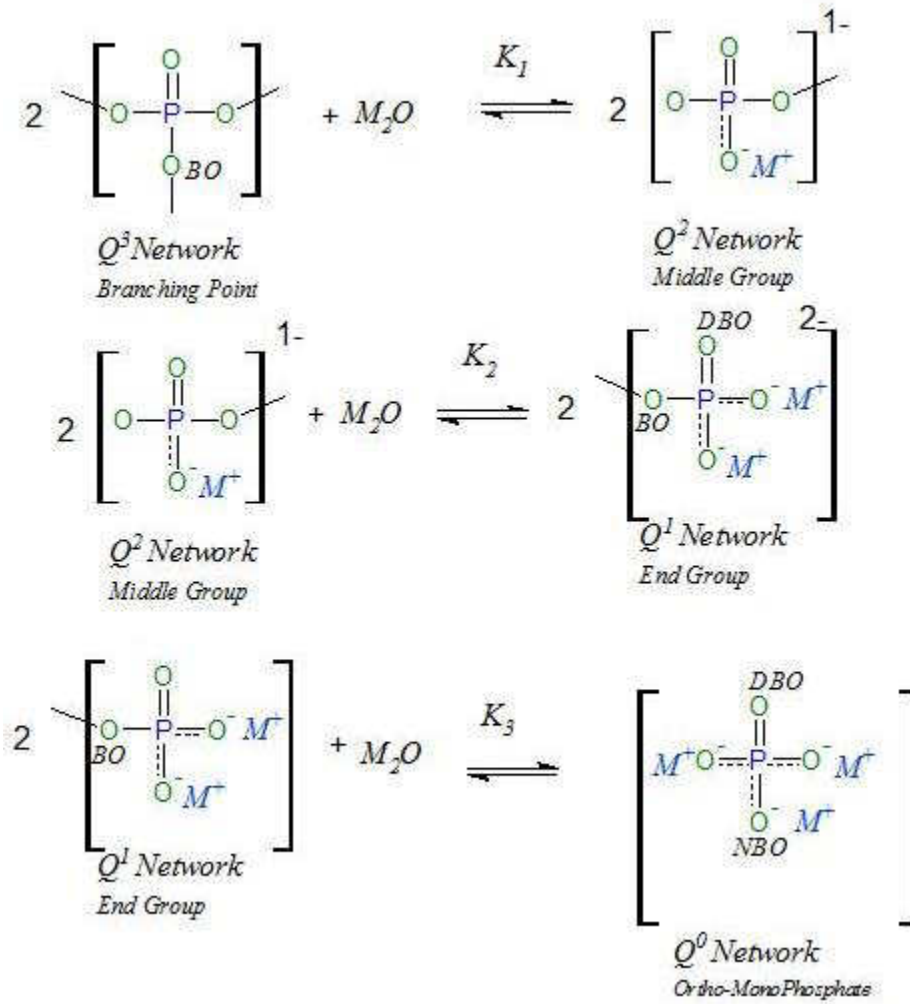 2 [ O P O O O BO ] + M₂O K₁ 2 [ O P O O O⁻ M⁺ ] 1-
Q³ Network
Branching Point
Q² Network
Middle Group
2 [ O P O O O⁻ M⁺ ] 1- + M₂O K₂ 2 [ DBO O O BO P O⁻ M⁺ O⁻ M⁺ ] 2-
Q² Network
Middle Group
Q¹ Network
End Group
2 [ O O BO P O⁻ M⁺ O⁻ M⁺ ] + M₂O K₃ [ DBO O M⁺ O⁻ P O⁻ M⁺ O⁻ M⁺ NBO ]
Q¹ Network
End Group
Q⁰ Network
Ortho-MonoPhosphate